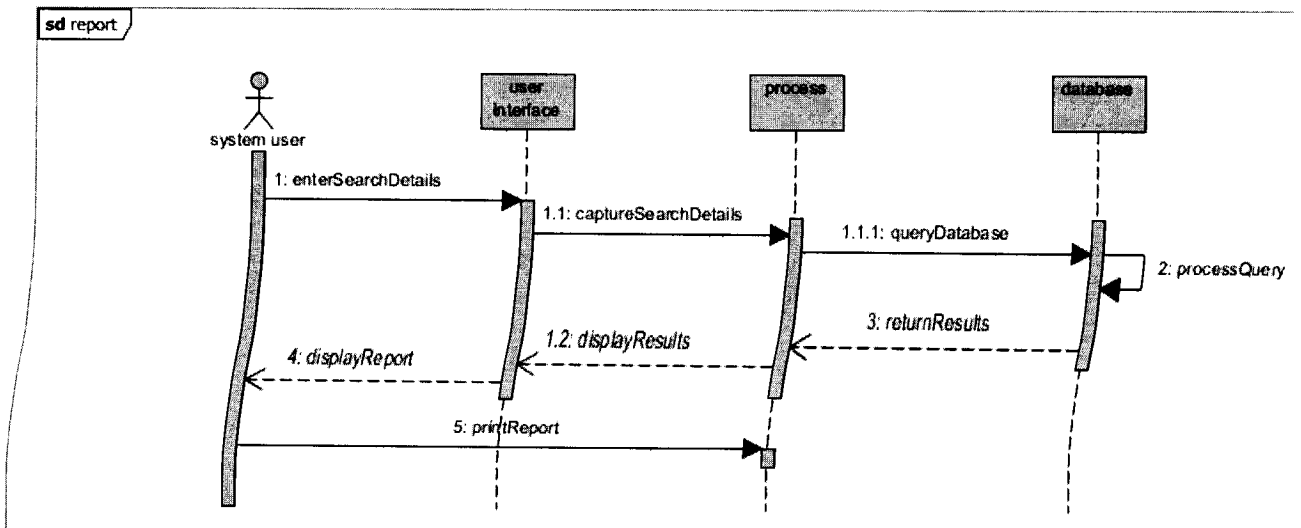 sd report
system user
user
interface
process
database
1: enterSearchDetails
1.1: captureSearchDetails
1.1.1: queryDatabase
2: processQuery
3: returnResults
1.2: displayResults
4: displayReport
5: printReport